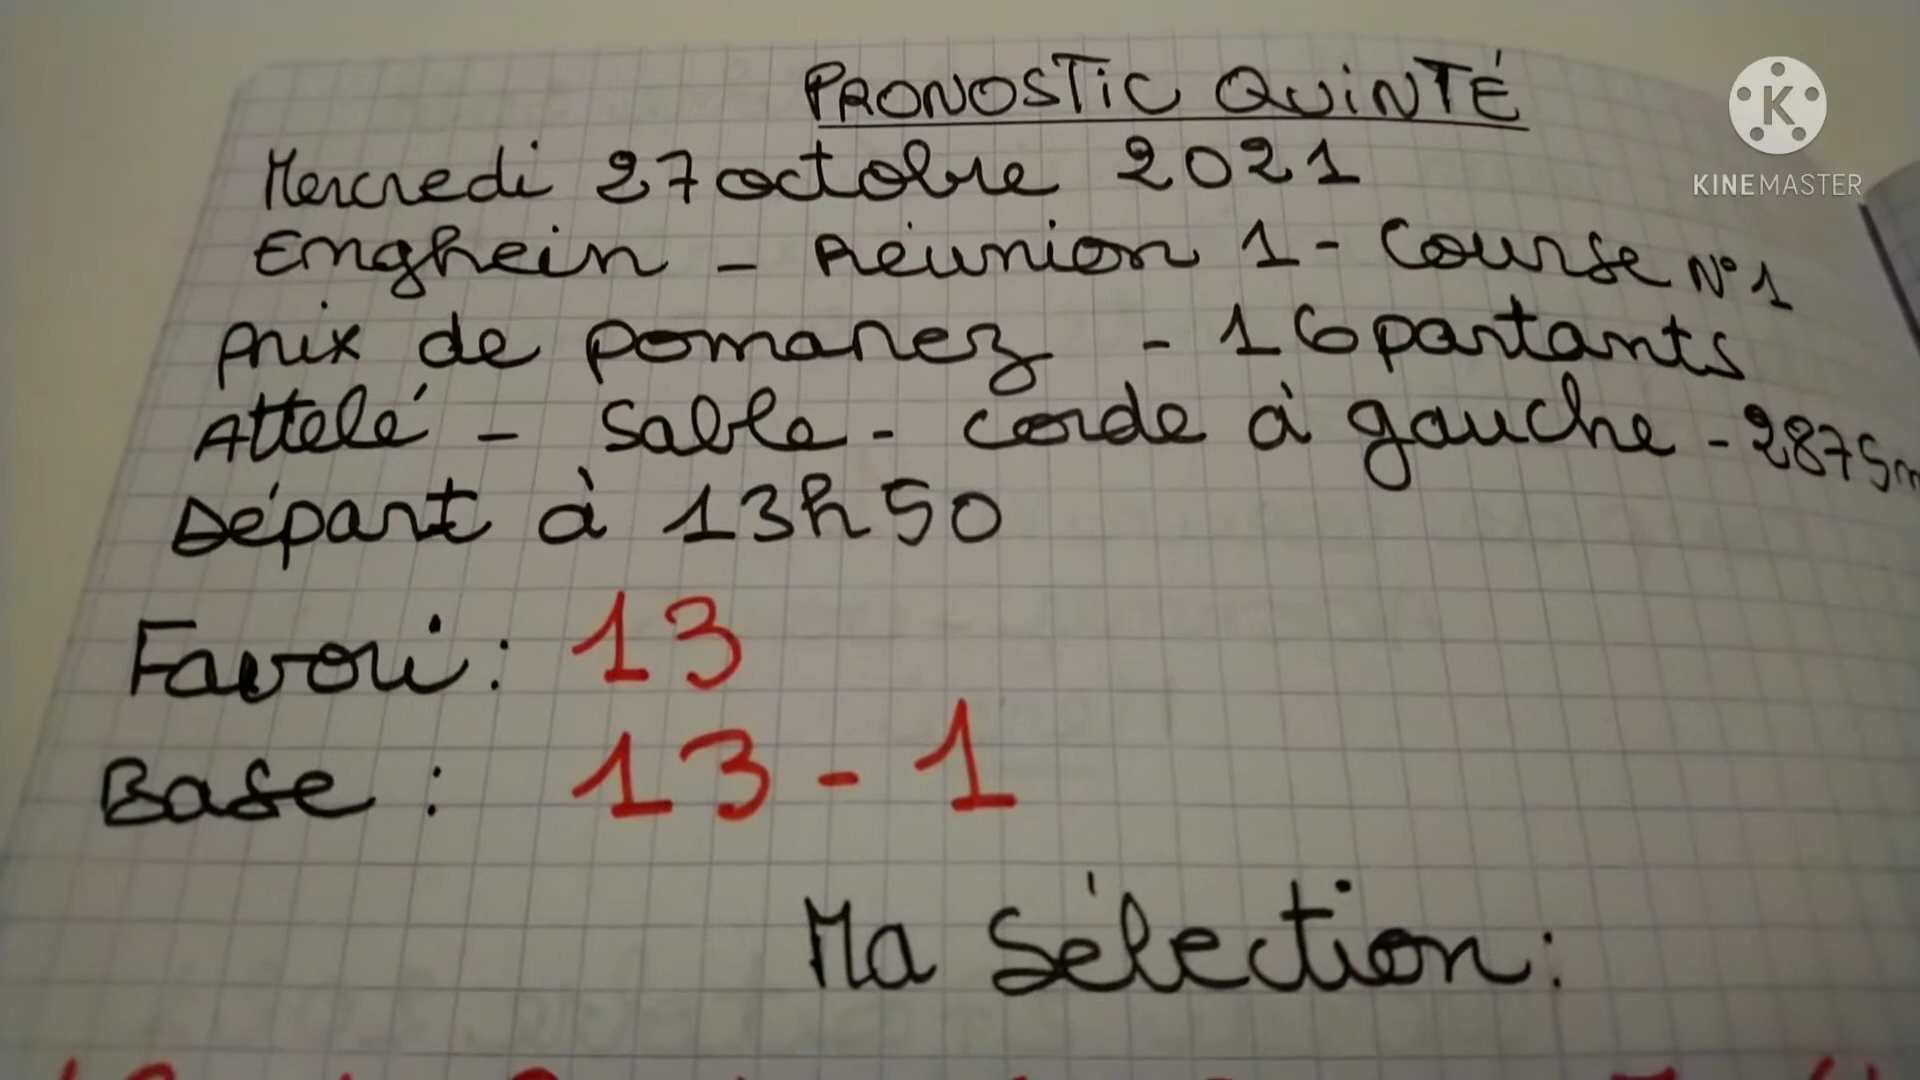 PRONOSTIC QUINTÉ
Mercredi 27 octobre 2021
Enghein - Réunion 1 - Course N° 1
prix de pomarez - 16 partants
Attelé - Sable - corde à gauche - 2875m
Départ à 13h50
Favori : 13
Base : 13 - 1
Ma Sélection :
KINEMASTER